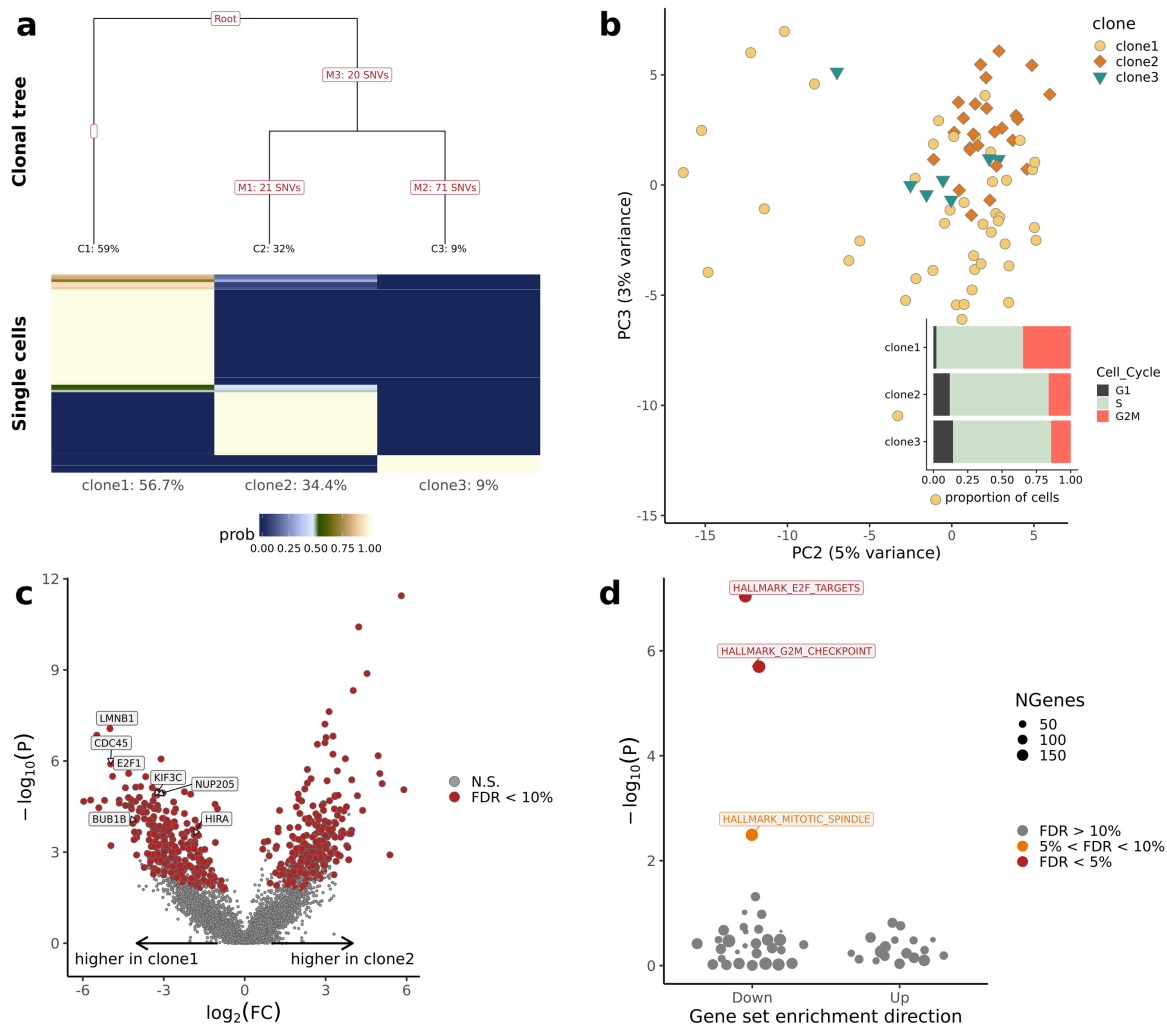 a
Clonal tree
Root
M3: 20 SNVs
M1: 21 SNVs
M2: 71 SNVs
C1: 59%
C2: 32%
C3: 9%
Single cells
clone1: 56.7%
clone2: 34.4%
clone3: 9%
prob
0.00 0.25 0.50 0.75 1.00
b
clone
clone1
clone2
clone3
PC3 (3% variance)
5
0
-5
-10
-15
-15
-10
-5
0
5
PC2 (5% variance)
clone1
clone2
clone3
0.00 0.25 0.50 0.75 1.00
proportion of cells
Cell_Cycle
G1
S
G2M
c
−log10(P)
12
9
6
3
0
LMNB1
CDC45
E2F1
KIF3C
NUP205
BUB1B
HIRA
higher in clone1
higher in clone2
-6
-3
0
3
6
log2(FC)
N.S.
FDR < 10%
d
−log10(P)
6
4
2
0
HALLMARK_E2F_TARGETS
HALLMARK_G2M_CHECKPOINT
HALLMARK_MITOTIC_SPINDLE
Down
Up
Gene set enrichment direction
NGenes
50
100
150
FDR > 10%
5% < FDR < 10%
FDR < 5%